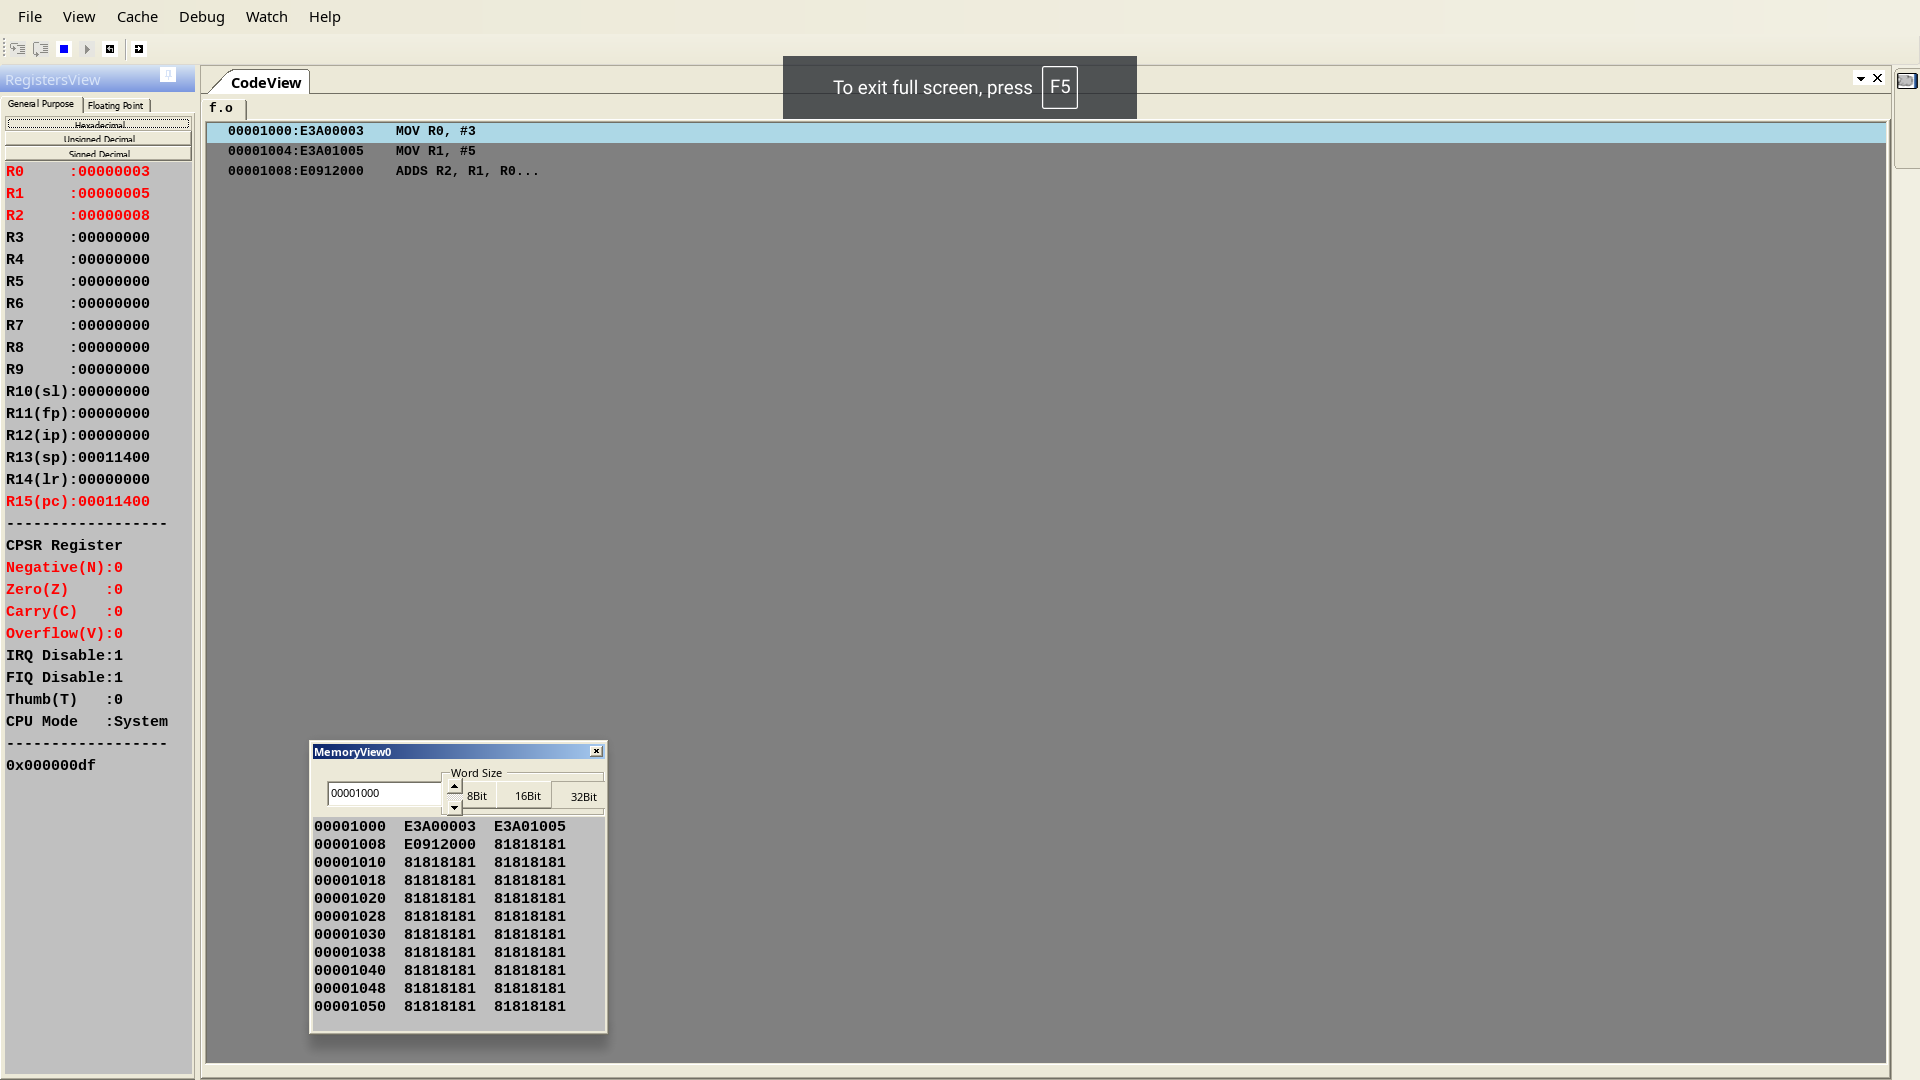 File View Cache Debug Watch Help
RegistersView
General Purpose Floating Point
Hexadecimal
Unsigned Decimal
Signed Decimal
R0 :00000003
R1 :00000005
R2 :00000008
R3 :00000000
R4 :00000000
R5 :00000000
R6 :00000000
R7 :00000000
R8 :00000000
R9 :00000000
R10(sl):00000000
R11(fp):00000000
R12(ip):00000000
R13(sp):00011400
R14(lr):00000000
R15(pc):00011400
------------------
CPSR Register
Negative(N):0
Zero(Z) :0
Carry(C) :0
Overflow(V):0
IRQ Disable:1
FIQ Disable:1
Thumb(T) :0
CPU Mode :System
------------------
0x000000df
CodeView
To exit full screen, press F5
f.o
00001000:E3A00003 MOV R0, #3
00001004:E3A01005 MOV R1, #5
00001008:E0912000 ADDS R2, R1, R0...
MemoryView0
Word Size
00001000 8Bit 16Bit 32Bit
00001000 E3A00003 E3A01005
00001008 E0912000 81818181
00001010 81818181 81818181
00001018 81818181 81818181
00001020 81818181 81818181
00001028 81818181 81818181
00001030 81818181 81818181
00001038 81818181 81818181
00001040 81818181 81818181
00001048 81818181 81818181
00001050 81818181 81818181